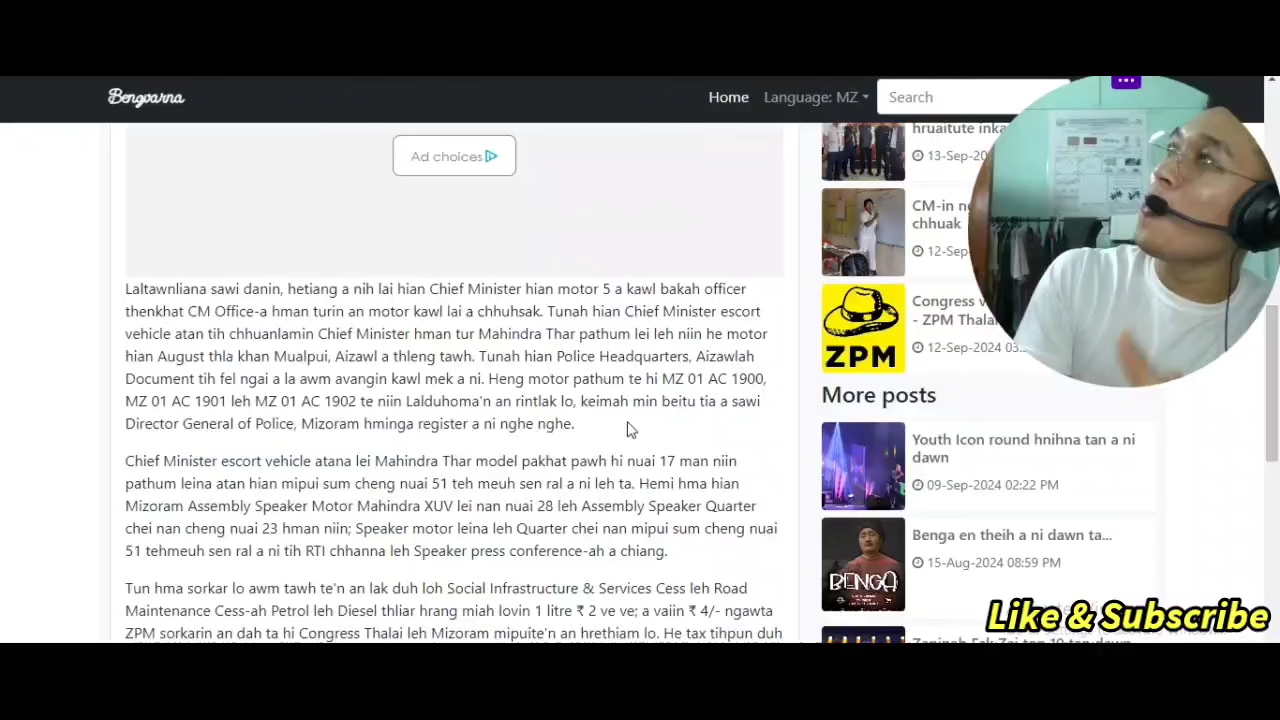 Bengvarna
Home
Language: MZ
Search
Ad choices
Laltawnliana sawi danin, hetiang a nih lai hian Chief Minister hian motor 5 a kawl bakah officer
thenkhat CM Office-a hman turin an motor kawl lai a chhuhsak. Tunah hian Chief Minister escort
vehicle atan tih chhuanlamin Chief Minister hman tur Mahindra Thar pathum lei leh niin he motor
hian August thla khan Mualpui, Aizawl a thleng tawh. Tunah hian Police Headquarters, Aizawlah
Document tih fel ngai a la awm avangin kawl mek a ni. Heng motor pathum te hi MZ 01 AC 1900,
MZ 01 AC 1901 leh MZ 01 AC 1902 te niin Lalduhoma'n an rintlak lo, keimah min beitu tia a sawi
Director General of Police, Mizoram hminga register a ni nghe nghe.
Chief Minister escort vehicle atana lei Mahindra Thar model pakhat pawh hi nuai 17 man niin
pathum leina atan hian mipui sum cheng nuai 51 teh meuh sen ral a ni leh ta. Hemi hma hian
Mizoram Assembly Speaker Motor Mahindra XUV lei nan nuai 28 leh Assembly Speaker Quarter
chei nan cheng nuai 23 hman niin; Speaker motor leina leh Quarter chei nan mipui sum cheng nuai
51 tehmeuh sen ral a ni tih RTI chhanna leh Speaker press conference-ah a chiang.
Tun hma sorkar lo awm tawh te'n an lak duh loh Social Infrastructure & Services Cess leh Road
Maintenance Cess-ah Petrol leh Diesel thliar hrang miah lovin 1 litre ₹ 2 ve ve; a vaiin ₹ 4/- ngawta
ZPM sorkarin an dah ta hi Congress Thalai leh Mizoram mipuite'n an hrethiam lo. He tax tihpun duh
hruaitute inka
13-Sep-20
CM-in n
chhuak
12-Sep-
ZPM
Congress v
- ZPM Thalai
12-Sep-2024 03
More posts
Youth Icon round hnihna tan a ni
dawn
09-Sep-2024 02:22 PM
BENGA
Benga en theih a ni dawn ta...
15-Aug-2024 08:59 PM
Like & Subscribe